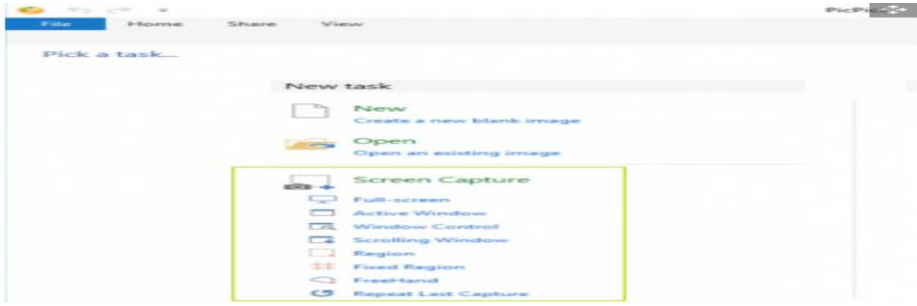 PicPic
File Home Share View
Pick a task...
New task
New
Create a new blank image
Open
Open an existing image
Screen Capture
Full-screen
Active Window
Window Control
Scrolling Window
Region
Fixed Region
FreeHand
Repeat Last Capture